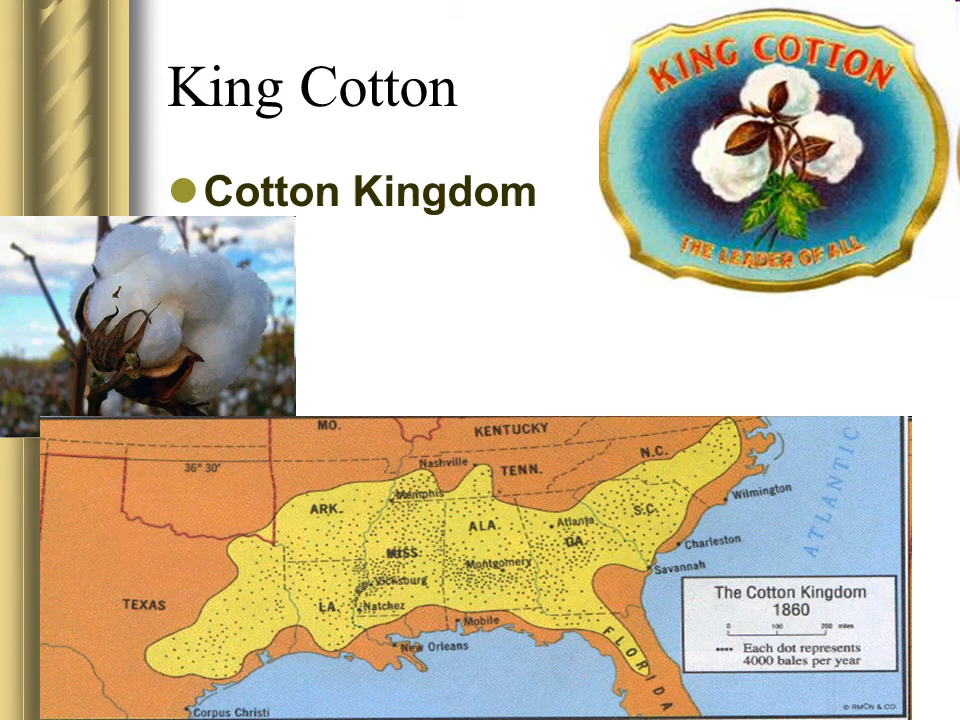 King Cotton
Cotton Kingdom
KING COTTON
THE LEADER OF ALL
MO.
KENTUCKY
36° 30'
Nashville
TENN.
N.C.
Memphis
Wilmington
ARK.
S.C.
ALA.
Atlanta
GA.
MISS.
Charleston
Montgomery
Savannah
Vicksburg
TEXAS
LA.
Natchez
Mobile
New Orleans
FLORIDA
Corpus Christi
ATLANTIC
The Cotton Kingdom
1860
0 100 200 miles
Each dot represents
4000 bales per year
© RMCN & CO.